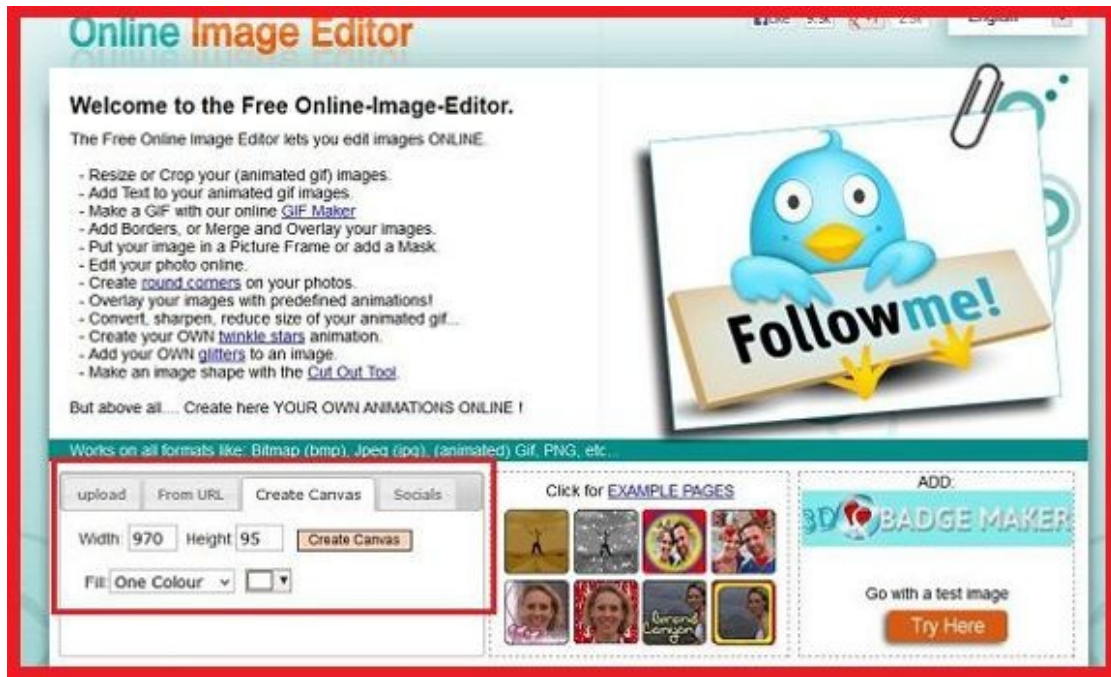 Online Image Editor
Like 9.9k +1 2.5k English
Welcome to the Free Online-Image-Editor.
The Free Online Image Editor lets you edit images ONLINE.
- Resize or Crop your (animated gif) images.
- Add Text to your animated gif images.
- Make a GIF with our online GIF Maker
- Add Borders, or Merge and Overlay your images.
- Put your image in a Picture Frame or add a Mask.
- Edit your photo online.
- Create round corners on your photos.
- Overlay your images with predefined animations!
- Convert, sharpen, reduce size of your animated gif...
- Create your OWN twinkle stars animation.
- Add your OWN glitters to an image.
- Make an image shape with the Cut Out Tool.
But above all.... Create here YOUR OWN ANIMATIONS ONLINE !
Follow me!
Works on all formats like: Bitmap (bmp), Jpeg (jpg), (animated) Gif, PNG, etc...
upload From URL Create Canvas Socials
Width: 970 Height 95 Create Canvas
Fill: One Colour
Click for EXAMPLE PAGES
Grand
Canyon
ADD:
3D BADGE MAKER
Go with a test image
Try Here